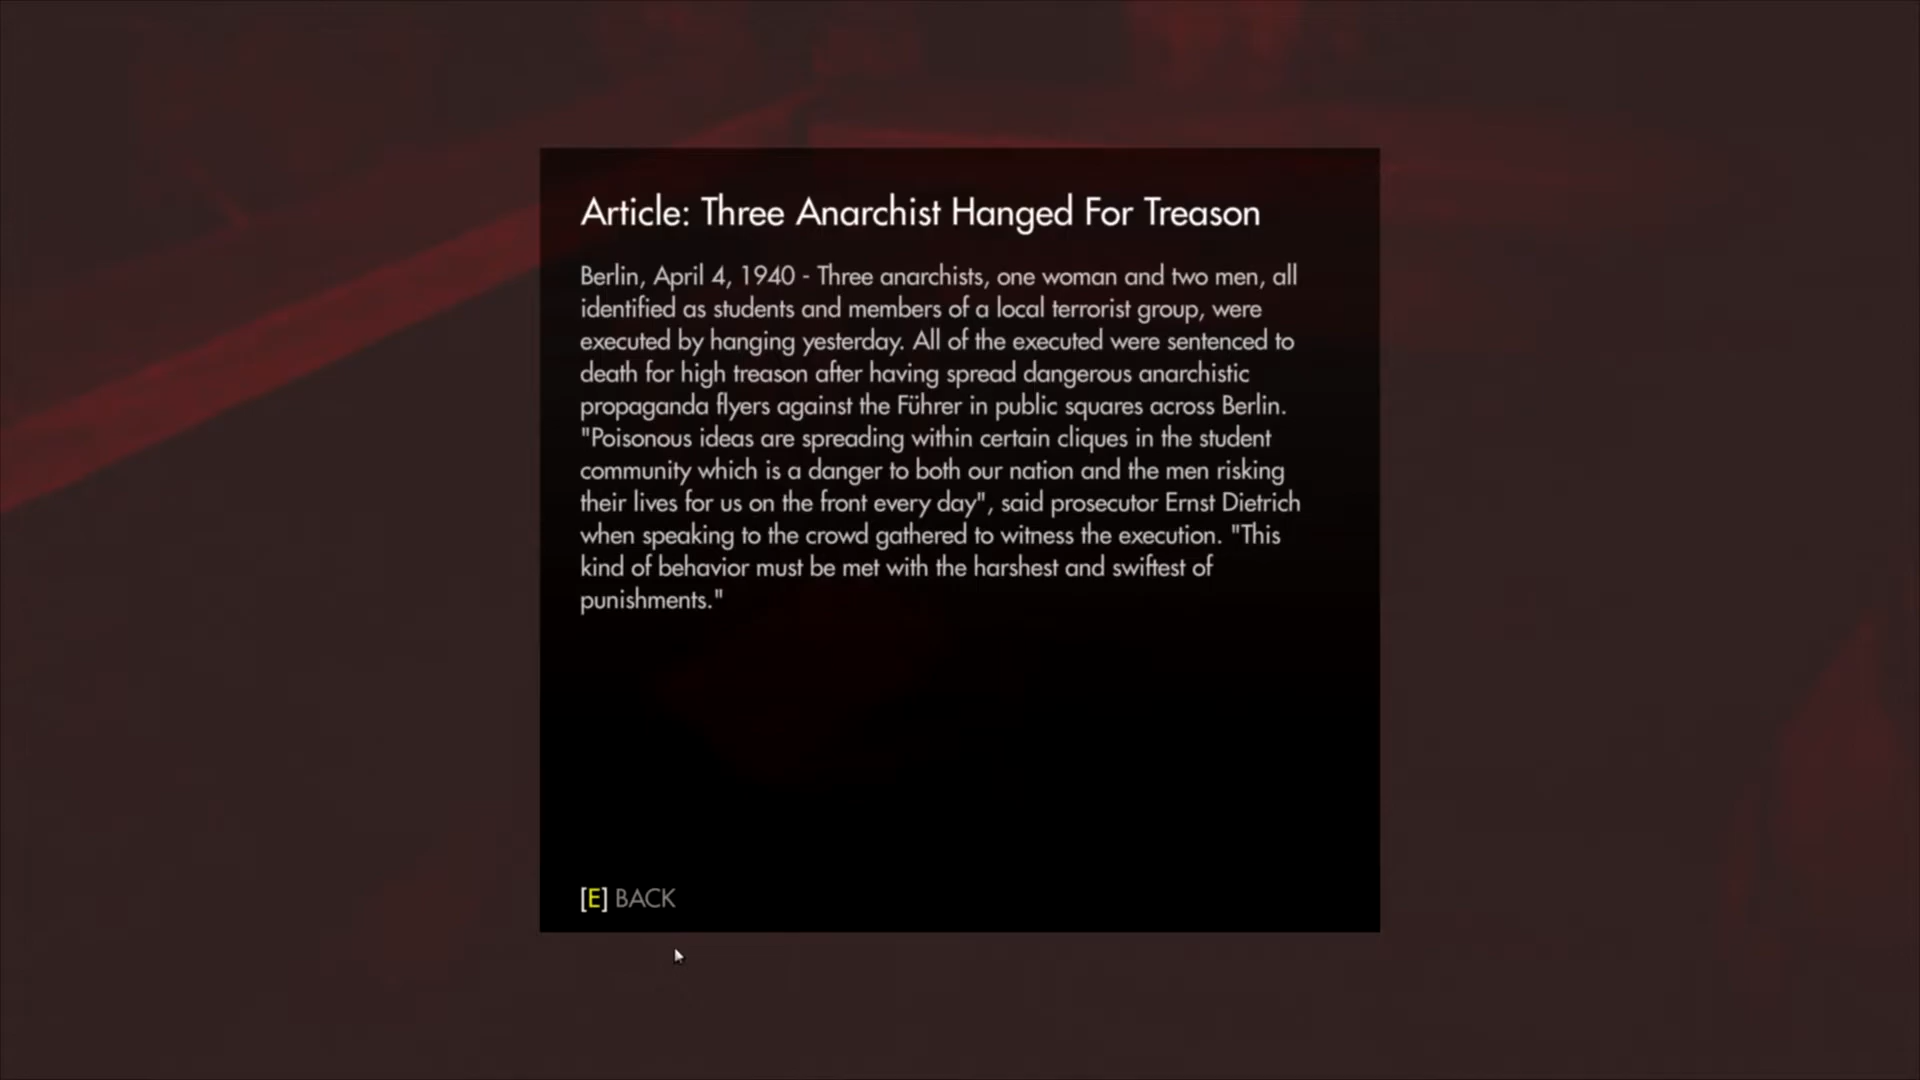 Article: Three Anarchist Hanged For Treason
Berlin, April 4, 1940 - Three anarchists, one woman and two men, all
identified as students and members of a local terrorist group, were
executed by hanging yesterday. All of the executed were sentenced to
death for high treason after having spread dangerous anarchistic
propaganda flyers against the Führer in public squares across Berlin.
"Poisonous ideas are spreading within certain cliques in the student
community which is a danger to both our nation and the men risking
their lives for us on the front every day", said prosecutor Ernst Dietrich
when speaking to the crowd gathered to witness the execution. "This
kind of behavior must be met with the harshest and swiftest of
punishments."
[E] BACK